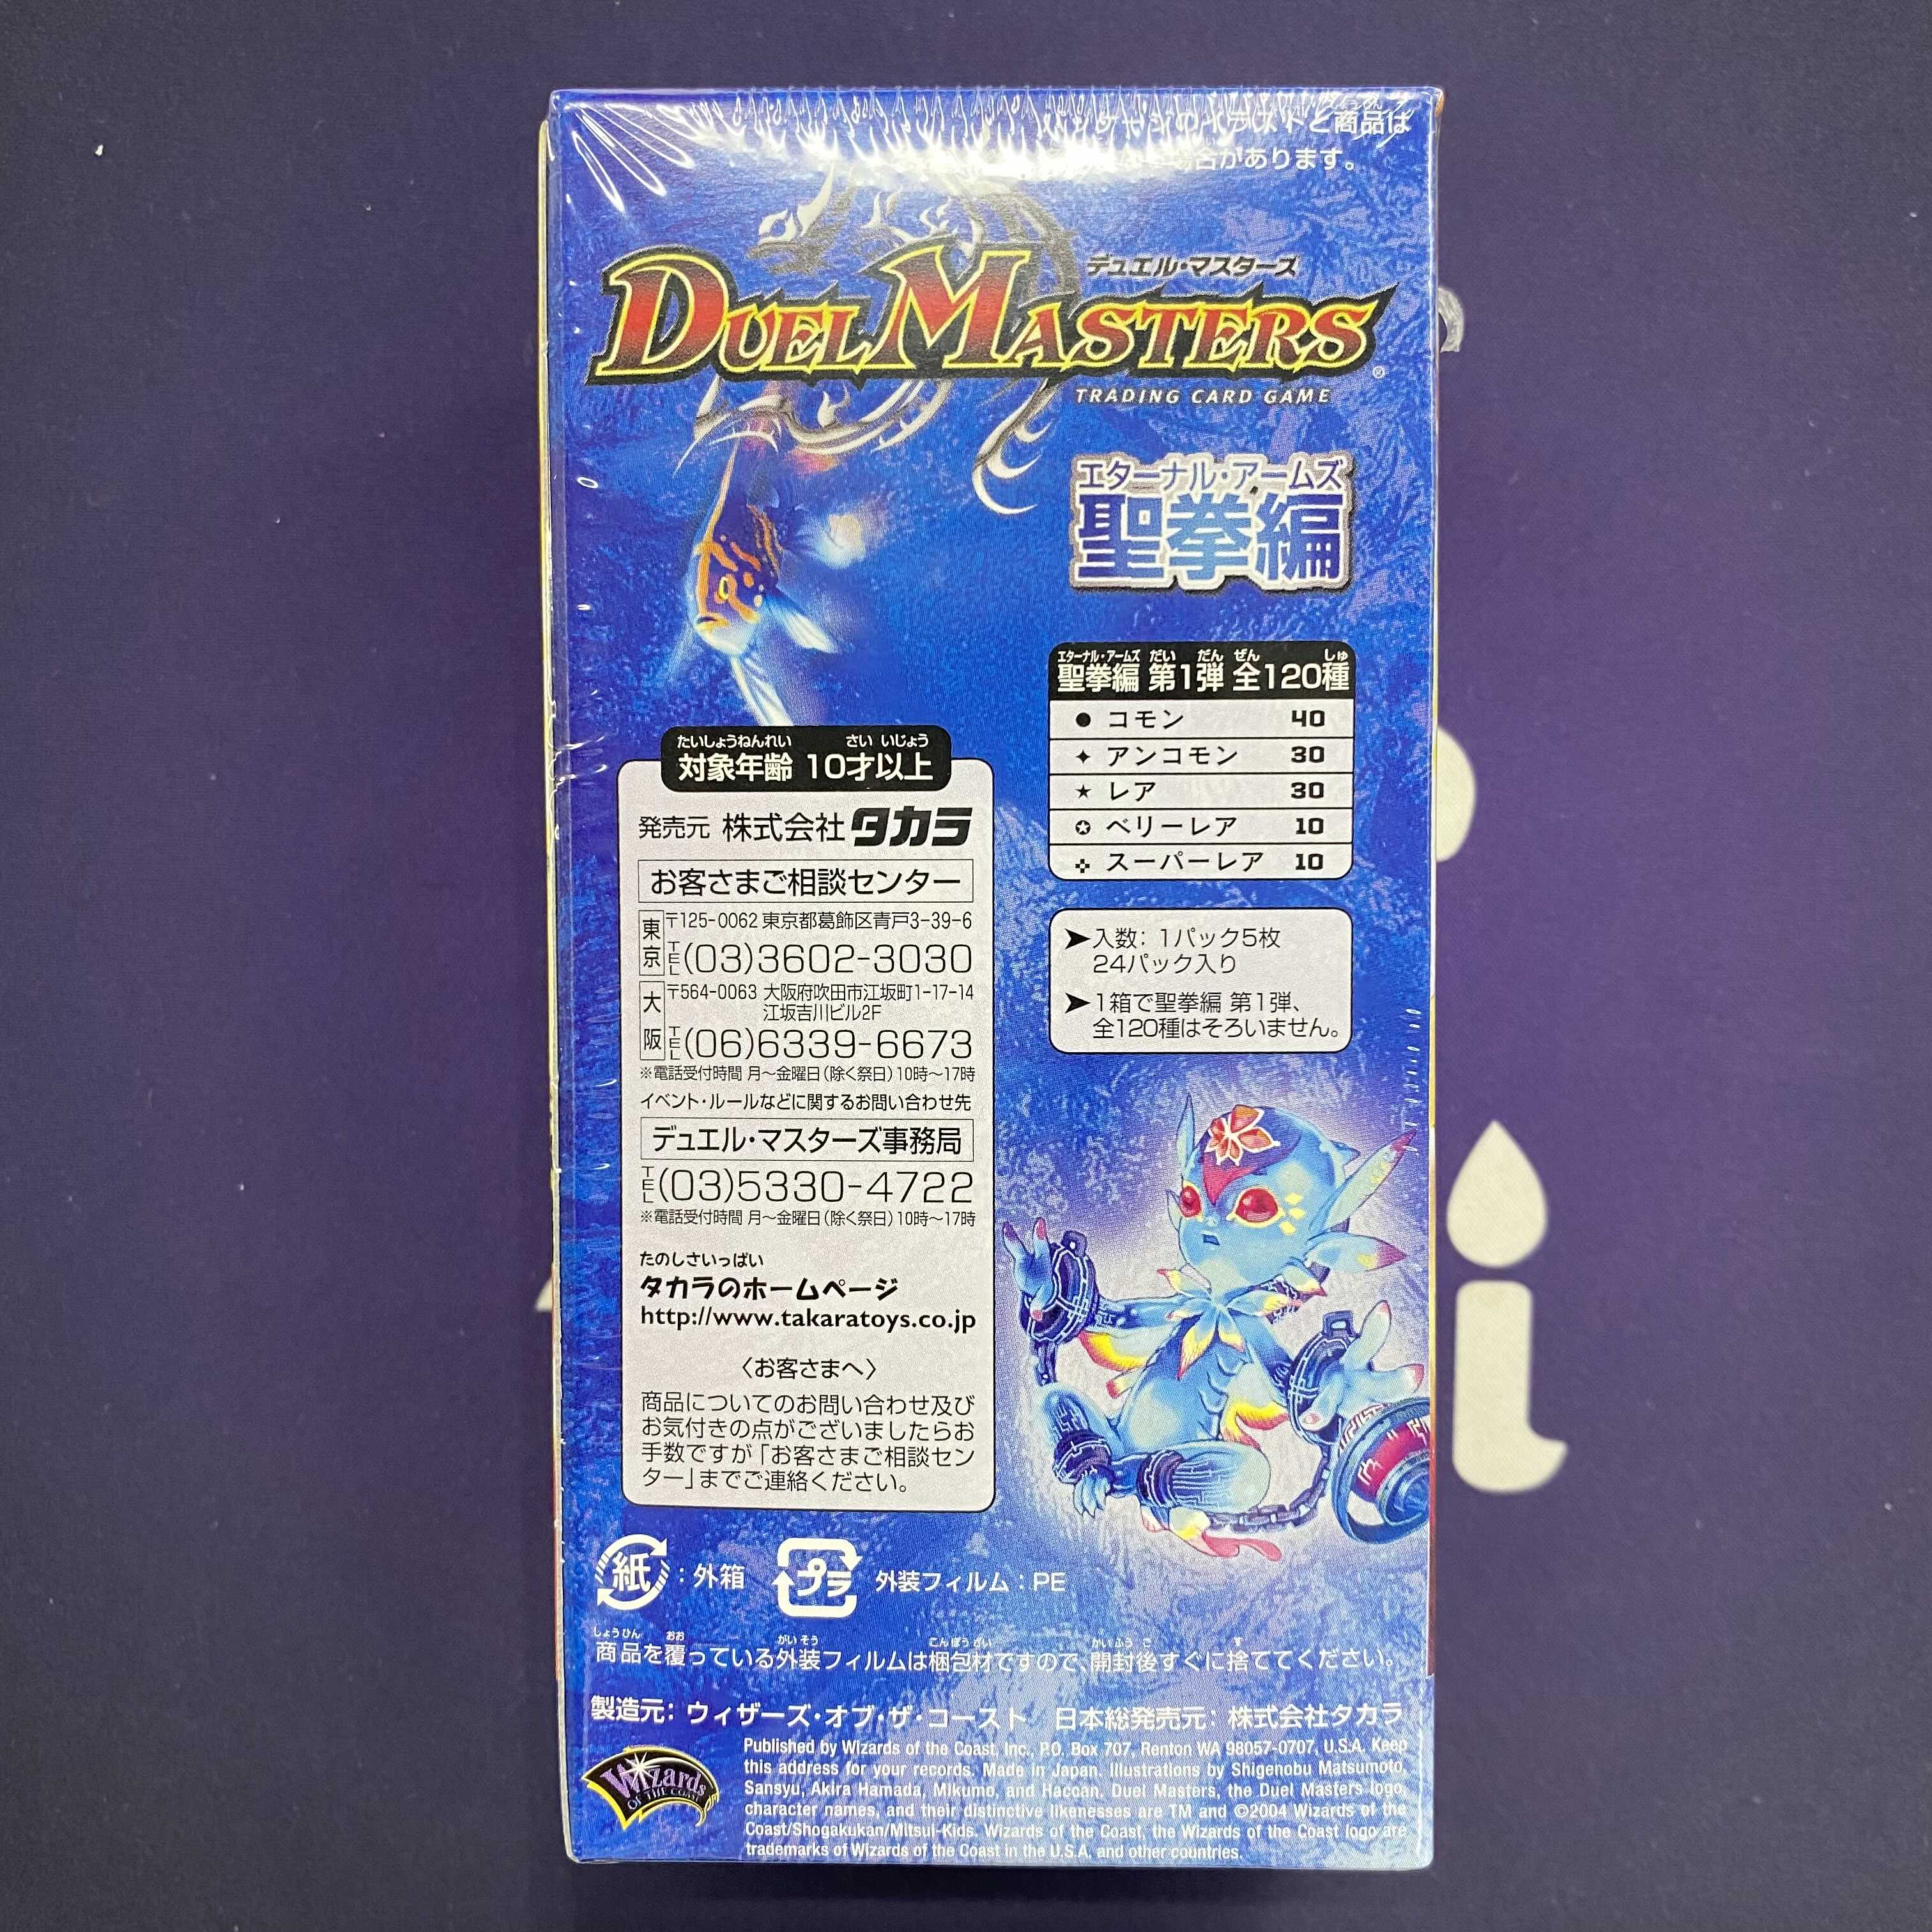 のイラストと商品は
場合があります。
デュエル・マスターズ
DUEL MASTERS®
TRADING CARD GAME
エターナル・アームズ
聖拳編
エターナル・アームズ だい だん ぜん しゅ
聖拳編 第1弾 全120種
● コモン 40
✦ アンコモン 30
★ レア 30
✪ ベリーレア 10
スーパーレア 10
➤入数: 1パック5枚
24パック入り
➤1箱で聖拳編 第1弾、
全120種はそろいません。
たいしょうねんれい さい いじょう
対象年齢 10才以上
発売元 株式会社タカラ
お客さまご相談センター
東京 〒125-0062 東京都葛飾区青戸3-39-6
TEL(03)3602-3030
大阪 〒564-0063 大阪府吹田市江坂町1-17-14
江坂吉川ビル2F
TEL(06)6339-6673
※電話受付時間 月〜金曜日(除く祭日)10時〜17時
イベント・ルールなどに関するお問い合わせ先
デュエル・マスターズ事務局
TEL(03)5330-4722
※電話受付時間 月〜金曜日(除く祭日)10時〜17時
たのしさいっぱい
タカラのホームページ
http://www.takaratoys.co.jp
〈お客さまへ〉
商品についてのお問い合わせ及び
お気付きの点がございましたらお
手数ですが「お客さまご相談セン
ター」までご連絡ください。
紙 : 外箱 プラ 外装フィルム : PE
しょうひん おお がいそう こんぽうざい かいふうご す
商品を覆っている外装フィルムは梱包材ですので、開封後すぐに捨ててください。
製造元: ウィザーズ・オブ・ザ・コースト 日本総発売元: 株式会社タカラ
Wizards
OF THE COAST
Published by Wizards of the Coast, Inc., P.O. Box 707, Renton WA 98057-0707, U.S.A. Keep
this address for your records. Made in Japan. Illustrations by Shigenobu Matsumoto,
Sansyu, Akira Hamada, Mikumo, and Haccan. Duel Masters, the Duel Masters logo,
character names, and their distinctive likenesses are TM and ©2004 Wizards of the
Coast/Shogakukan/Mitsui-Kids. Wizards of the Coast, the Wizards of the Coast logo are
trademarks of Wizards of the Coast in the U.S.A. and other countries.